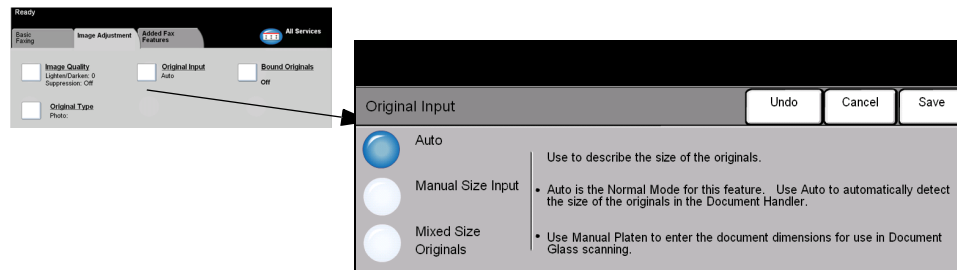 Ready
Basic Faxing
Image Adjustment
Added Fax Features
All Services
Image Quality
Lighten/Darken: 0
Suppression: Off
Original Input
Auto
Bound Originals
Off
Original Type
Photo:
Original Input
Undo
Cancel
Save
Auto
Manual Size Input
Mixed Size
Originals
Use to describe the size of the originals.
• Auto is the Normal Mode for this feature. Use Auto to automatically detect
the size of the originals in the Document Handler.
• Use Manual Platen to enter the document dimensions for use in Document
Glass scanning.